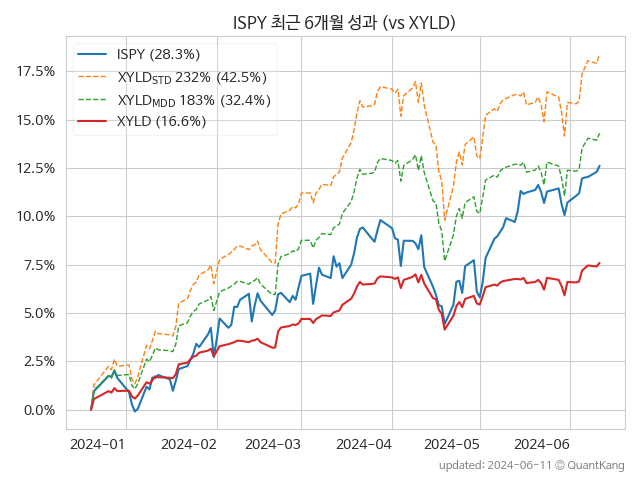 ISPY 최근 6개월 성과 (vs XYLD)
ISPY (28.3%)
XYLD_STD 232% (42.5%)
XYLD_MDD 183% (32.4%)
XYLD (16.6%)
17.5%
15.0%
12.5%
10.0%
7.5%
5.0%
2.5%
0.0%
2024-01 2024-02 2024-03 2024-04 2024-05 2024-06
updated: 2024-06-11 © QuantKang